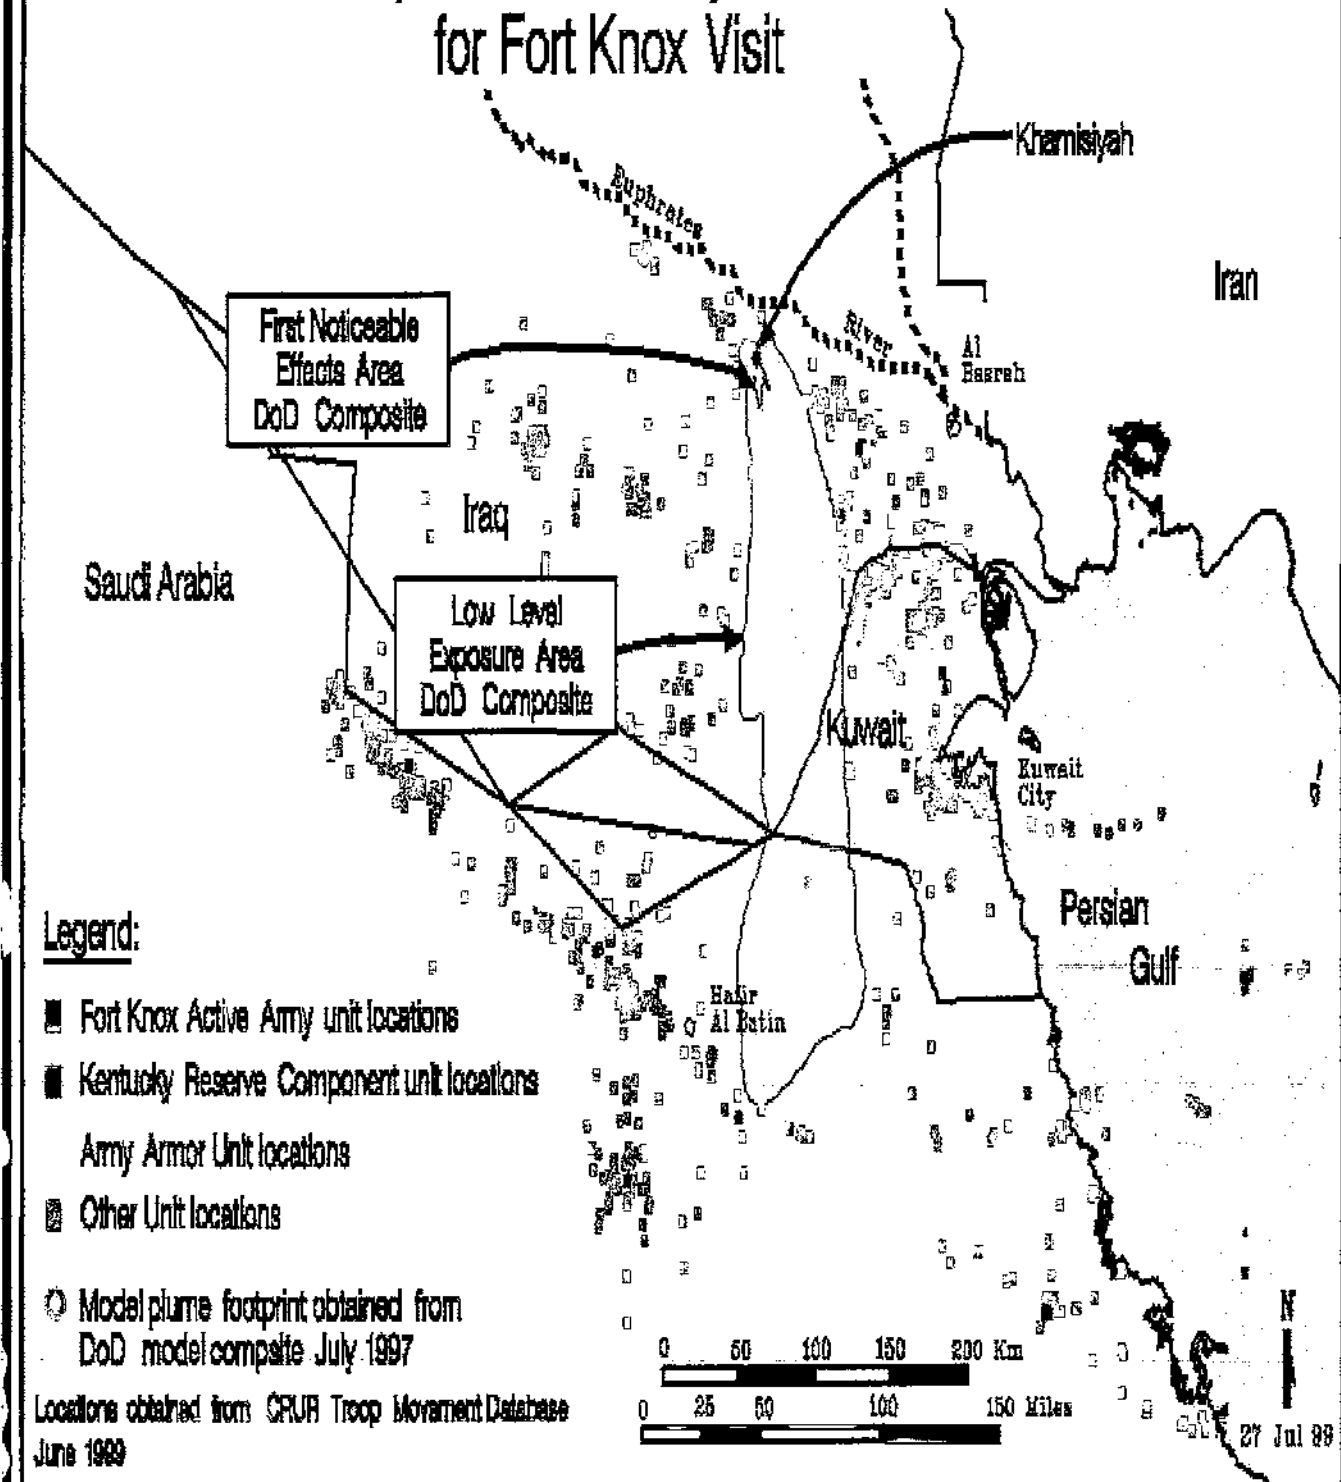 for Fort Knox Visit
Khamisiyah
Euphrates
River
Iran
First Noticeable
Effects Area
DoD Composite
Al
Basrah
Iraq
Saudi Arabia
Low Level
Exposure Area
DoD Composite
Kuwait
Kuwait
City
Persian
Gulf
Hafir
Al Batin
Legend:
Fort Knox Active Army unit locations
Kentucky Reserve Component unit locations
Army Armor Unit locations
Other Unit locations
Model plume footprint obtained from
DoD model compsite July 1997
Locations obtained from CRUR Troop Movement Database
June 1999
0 50 100 150 200 Km
0 25 50 100 150 Miles
N
27 Jul 99